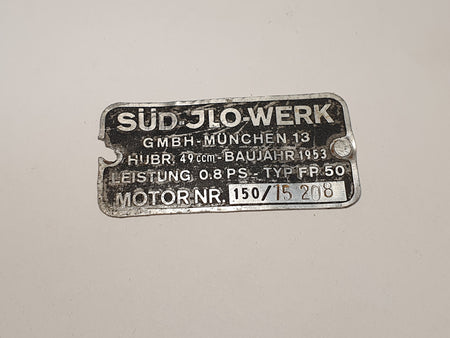 SÜD-JLO-WERK
GMBH-MÜNCHEN 13
HUBR. 49 ccm-BAUJAHR 1953
LEISTUNG 0.8 PS - TYP FP 50
MOTOR-NR. 150/15 208